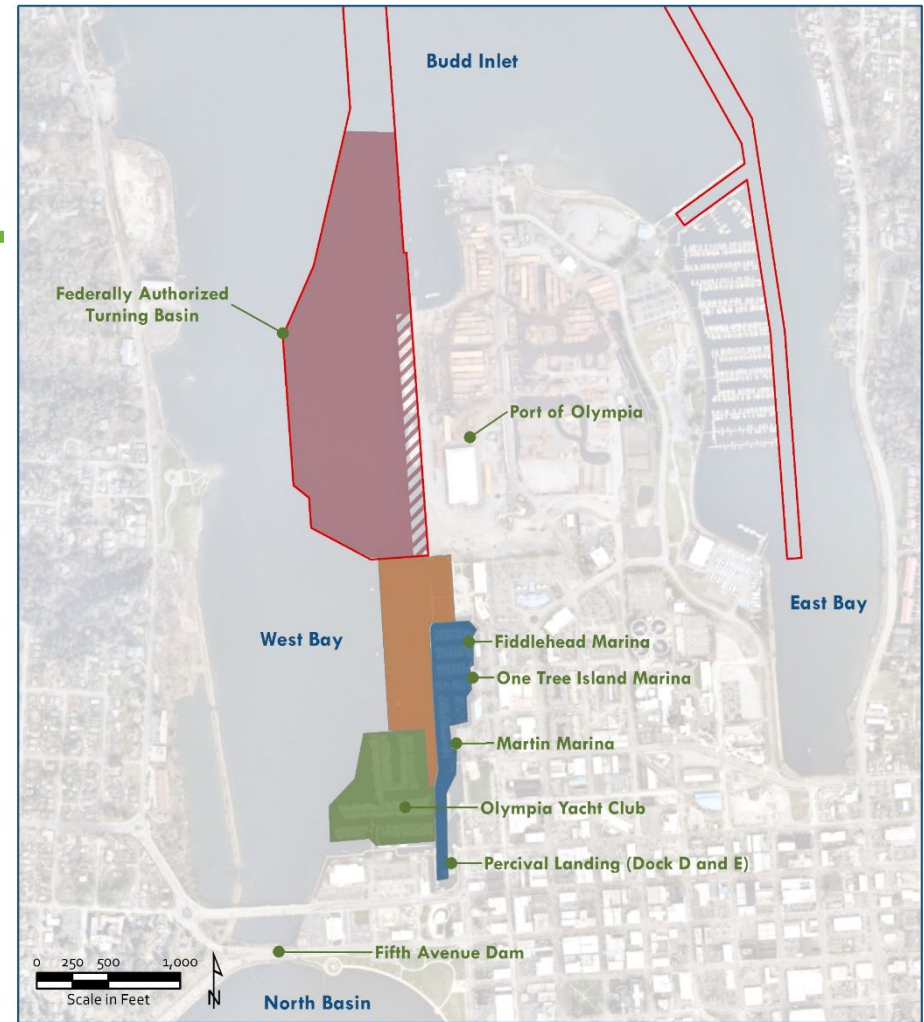 Budd Inlet
Federally Authorized
Turning Basin
Port of Olympia
East Bay
West Bay
Fiddlehead Marina
One Tree Island Marina
Martin Marina
Olympia Yacht Club
Percival Landing (Dock D and E)
Fifth Avenue Dam
0 250 500 1,000
Scale in Feet
N
North Basin